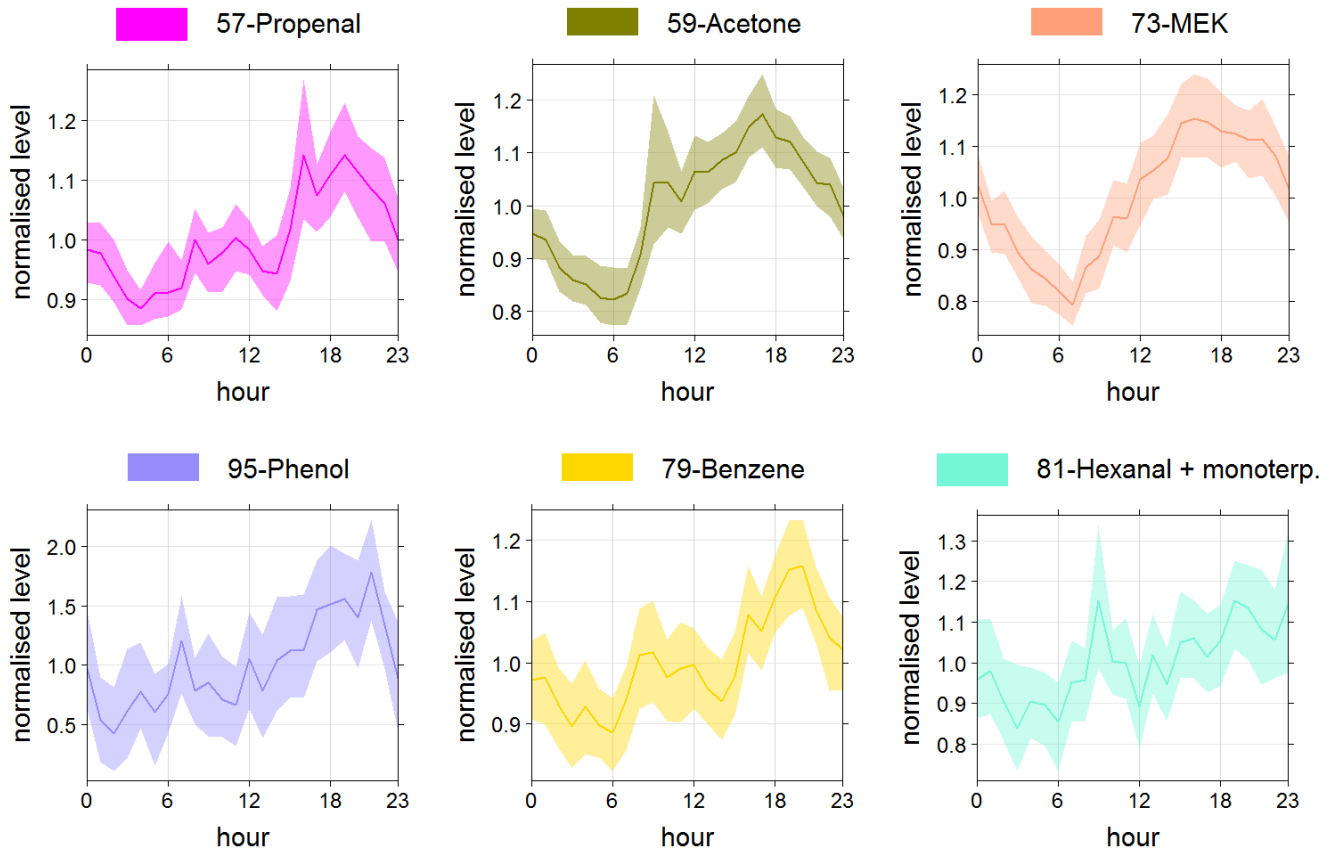 57-Propenal
normalised level
1.2
1.1
1.0
0.9
0 6 12 18 23
hour
59-Acetone
normalised level
1.2
1.1
1.0
0.9
0.8
0 6 12 18 23
hour
73-MEK
normalised level
1.2
1.1
1.0
0.9
0.8
0 6 12 18 23
hour
95-Phenol
normalised level
2.0
1.5
1.0
0.5
0 6 12 18 23
hour
79-Benzene
normalised level
1.2
1.1
1.0
0.9
0 6 12 18 23
hour
81-Hexanal + monoterp.
normalised level
1.3
1.2
1.1
1.0
0.9
0.8
0 6 12 18 23
hour